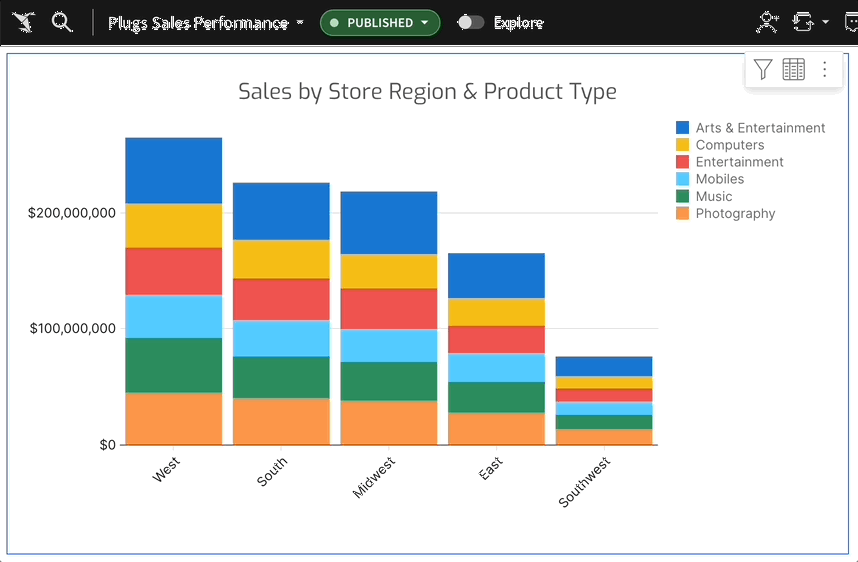 Plugs Sales Performance
PUBLISHED
Explore
Sales by Store Region & Product Type
Arts & Entertainment
Computers
Entertainment
Mobiles
Music
Photography
$200,000,000
$100,000,000
$0
West
South
Midwest
East
Southwest